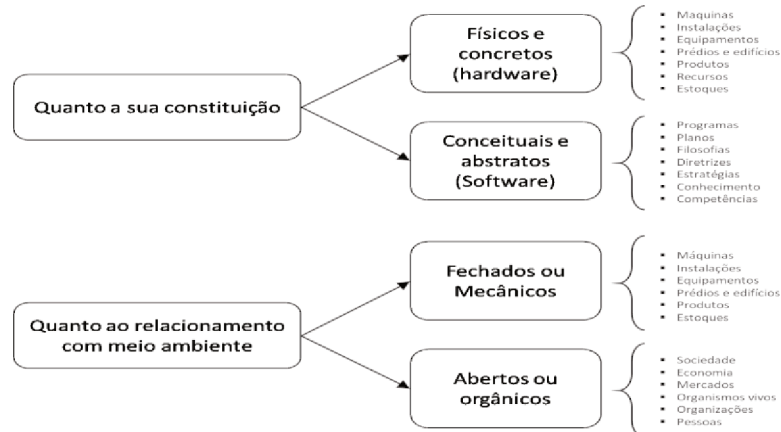 Quanto a sua constituição
Físicos e
concretos
(hardware)
▪ Maquinas
▪ Instalações
▪ Equipamentos
▪ Prédios e edifícios
▪ Produtos
▪ Recursos
▪ Estoques
Conceituais e
abstratos
(Software)
▪ Programas
▪ Planos
▪ Filosofias
▪ Diretrizes
▪ Estratégias
▪ Conhecimento
▪ Competências
Quanto ao relacionamento
com meio ambiente
Fechados ou
Mecânicos
▪ Máquinas
▪ Instalações
▪ Equipamentos
▪ Prédios e edifícios
▪ Produtos
▪ Estoques
Abertos ou
orgânicos
▪ Sociedade
▪ Economia
▪ Mercados
▪ Organismos vivos
▪ Organizações
▪ Pessoas